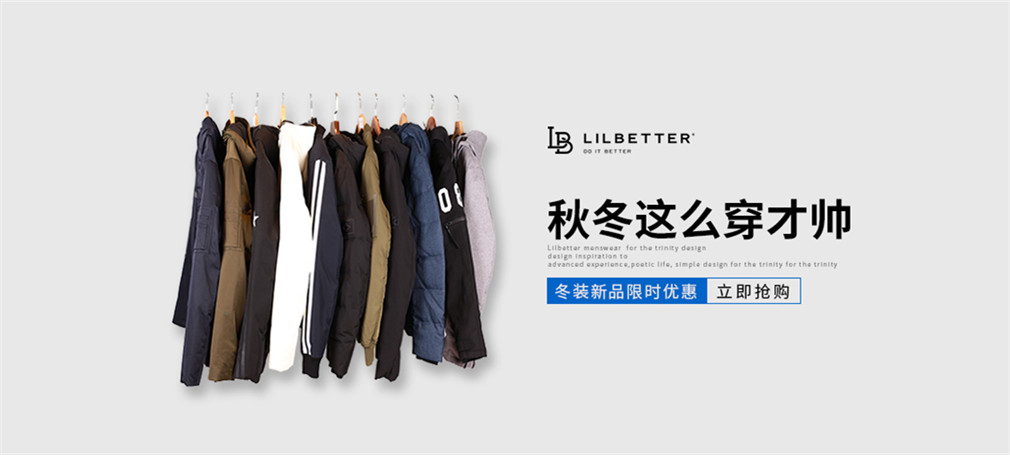 LB LILBETTER
DO IT BETTER
秋冬这么穿才帅
Lilbetter menswear for the trinity design
design inspiration to
advanced experience,poetic life, simple design for the trinity for the trinity
冬装新品限时优惠 立即抢购
08